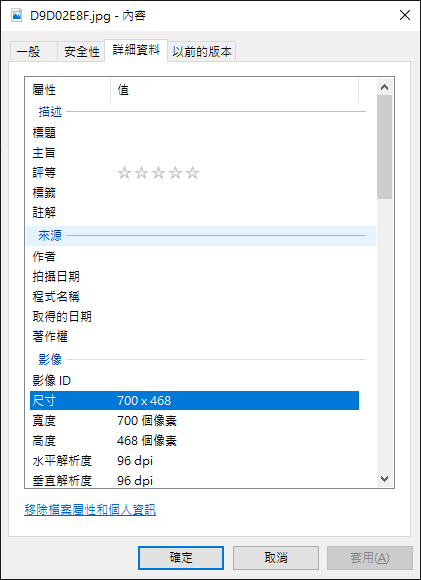 D9D02E8F.jpg - 內容
一般 安全性 詳細資料 以前的版本
屬性 值
描述
標題
主旨
評等 ☆☆☆☆☆
標籤
註解
來源
作者
拍攝日期
程式名稱
取得的日期
著作權
影像
影像 ID
尺寸 700 x 468
寬度 700 個像素
高度 468 個像素
水平解析度 96 dpi
垂直解析度 96 dpi
移除檔案屬性和個人資訊
確定 取消 套用(A)